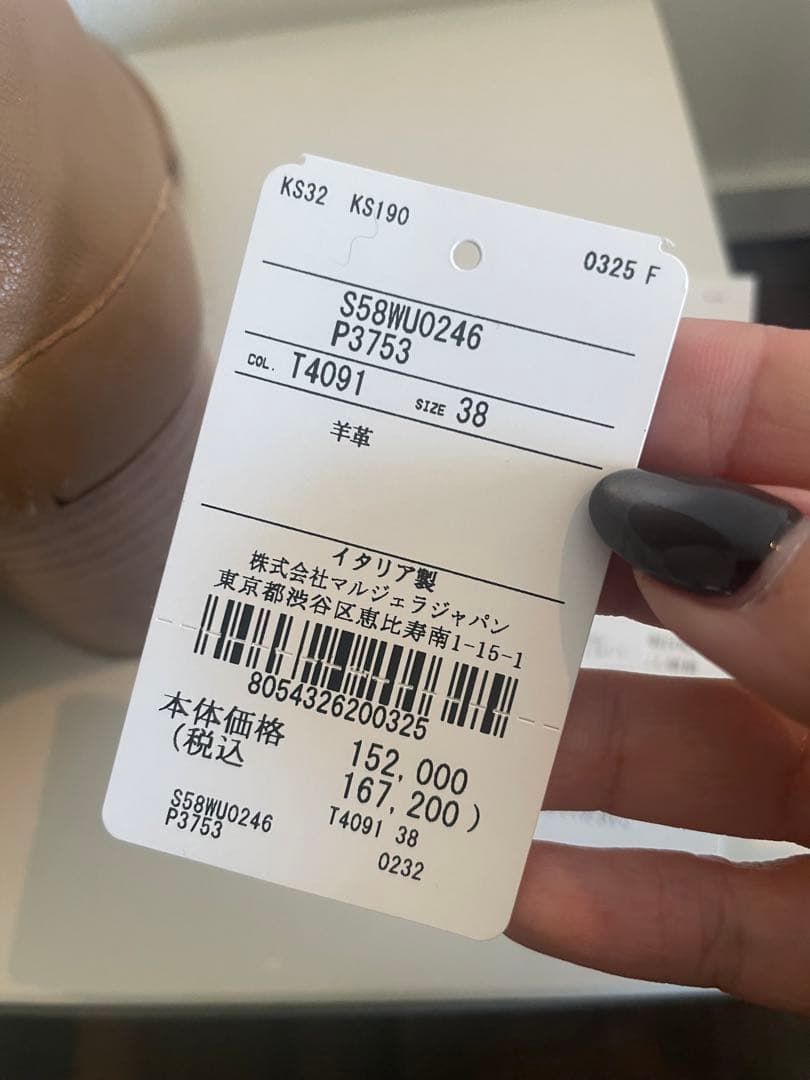 KS32 KS190
0325 F
S58WU0246
P3753
COL. T4091 SIZE 38
羊革
イタリア製
株式会社マルジェラジャパン
東京都渋谷区恵比寿南1-15-1
8054326200325
本体価格 152,000
(税込 167,200)
S58WU0246 T4091 38
P3753 0232